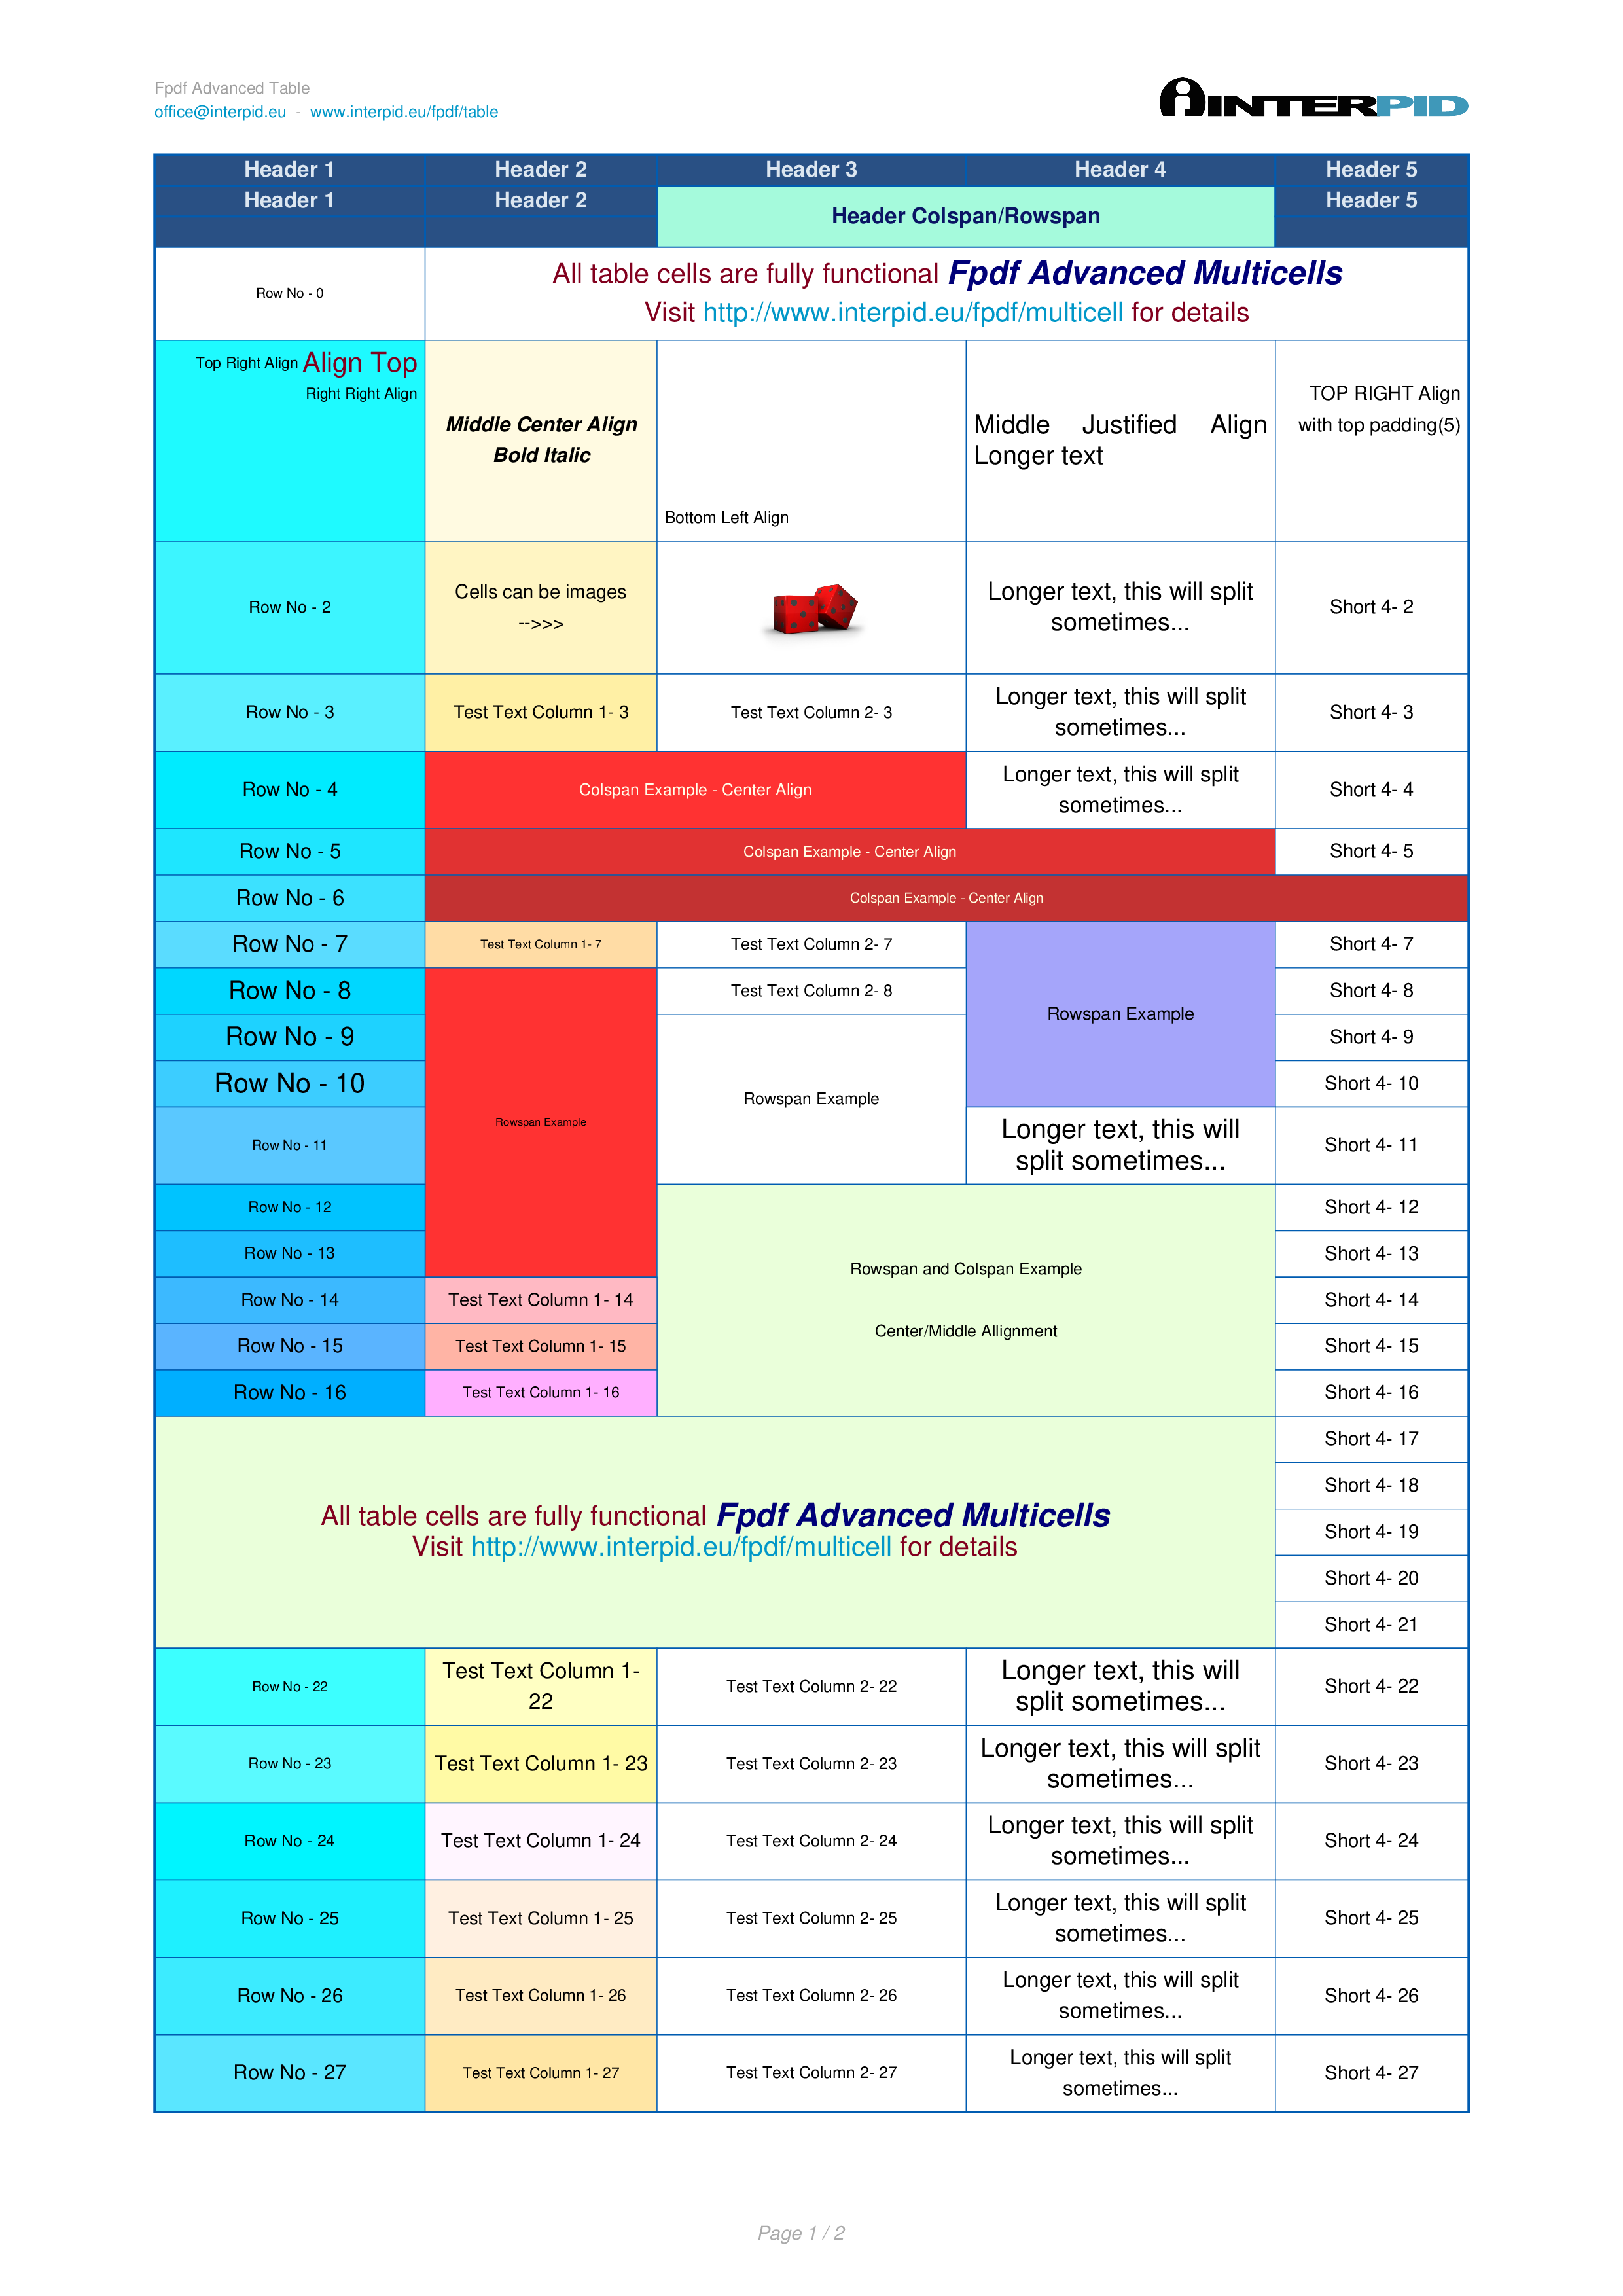 Fpdf Advanced Table
office@interpid.eu - www.interpid.eu/fpdf/table
INTERPID
Header 1 Header 2 Header 3 Header 4 Header 5
Header 1 Header 2 Header Colspan/Rowspan Header 5
Row No - 0
All table cells are fully functional Fpdf Advanced Multicells
Visit http://www.interpid.eu/fpdf/multicell for details
Top Right Align Align Top
Right Right Align
Middle Center Align
Bold Italic
Bottom Left Align
Middle Justified Align
Longer text
TOP RIGHT Align
with top padding(5)
Row No - 2
Cells can be images
-->>>
Longer text, this will split
sometimes...
Short 4- 2
Row No - 3
Test Text Column 1- 3
Test Text Column 2- 3
Longer text, this will split
sometimes...
Short 4- 3
Row No - 4
Colspan Example - Center Align
Longer text, this will split
sometimes...
Short 4- 4
Row No - 5
Colspan Example - Center Align
Short 4- 5
Row No - 6
Colspan Example - Center Align
Row No - 7
Test Text Column 1- 7
Test Text Column 2- 7
Rowspan Example
Short 4- 7
Row No - 8
Rowspan Example
Test Text Column 2- 8
Short 4- 8
Row No - 9
Rowspan Example
Short 4- 9
Row No - 10
Short 4- 10
Row No - 11
Longer text, this will
split sometimes...
Short 4- 11
Row No - 12
Rowspan and Colspan Example
Center/Middle Allignment
Short 4- 12
Row No - 13
Short 4- 13
Row No - 14
Test Text Column 1- 14
Short 4- 14
Row No - 15
Test Text Column 1- 15
Short 4- 15
Row No - 16
Test Text Column 1- 16
Short 4- 16
All table cells are fully functional Fpdf Advanced Multicells
Visit http://www.interpid.eu/fpdf/multicell for details
Short 4- 17
Short 4- 18
Short 4- 19
Short 4- 20
Short 4- 21
Row No - 22
Test Text Column 1-
22
Test Text Column 2- 22
Longer text, this will
split sometimes...
Short 4- 22
Row No - 23
Test Text Column 1- 23
Test Text Column 2- 23
Longer text, this will split
sometimes...
Short 4- 23
Row No - 24
Test Text Column 1- 24
Test Text Column 2- 24
Longer text, this will split
sometimes...
Short 4- 24
Row No - 25
Test Text Column 1- 25
Test Text Column 2- 25
Longer text, this will split
sometimes...
Short 4- 25
Row No - 26
Test Text Column 1- 26
Test Text Column 2- 26
Longer text, this will split
sometimes...
Short 4- 26
Row No - 27
Test Text Column 1- 27
Test Text Column 2- 27
Longer text, this will split
sometimes...
Short 4- 27
Page 1 / 2